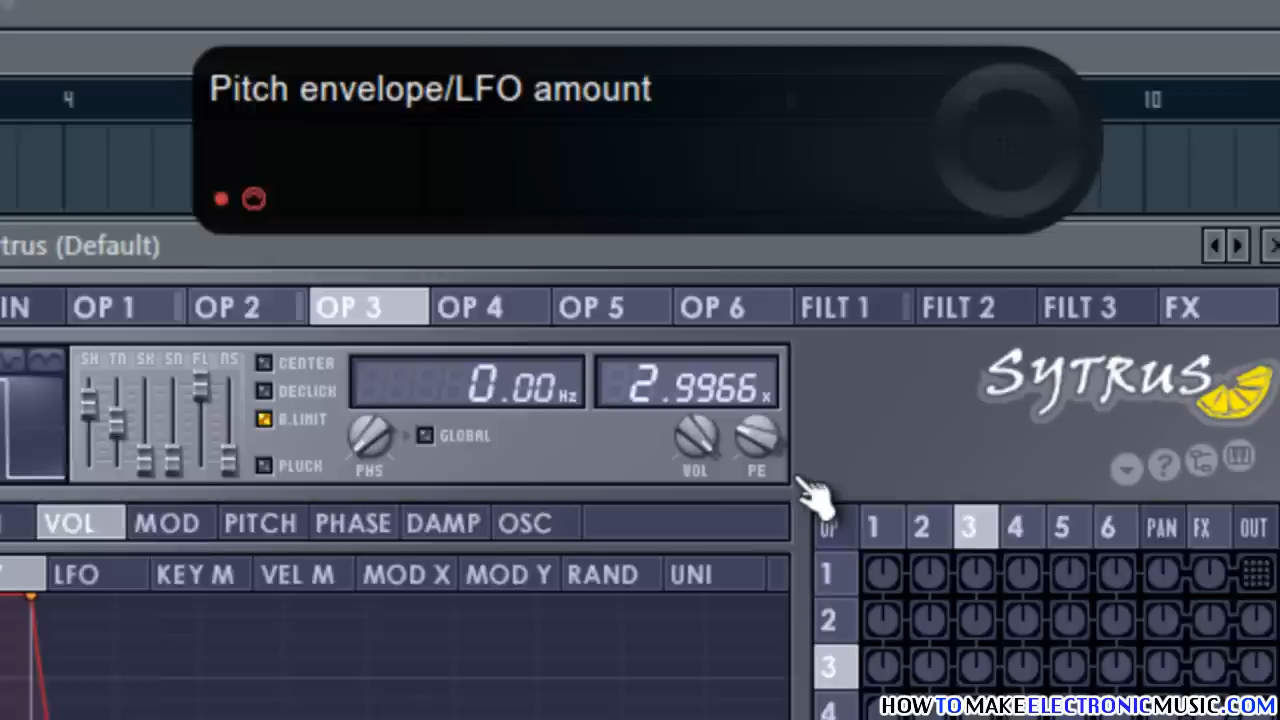 Pitch envelope/LFO amount
4
10
trus (Default)
IN OP 1 OP 2 OP 3 OP 4 OP 5 OP 6 FILT 1 FILT 2 FILT 3 FX
SH TN SK SN FL NS
CENTER
DECLICK
B.LIMIT
PLUCK
0.00 Hz
2.9966 x
GLOBAL
PHS
VOL
PE
SYTRUS
?
VOL MOD PITCH PHASE DAMP OSC
LFO KEY M VEL M MOD X MOD Y RAND UNI
OP 1 2 3 4 5 6 PAN FX OUT
1
2
3
4
HOWTOMAKEELECTRONICMUSIC.COM